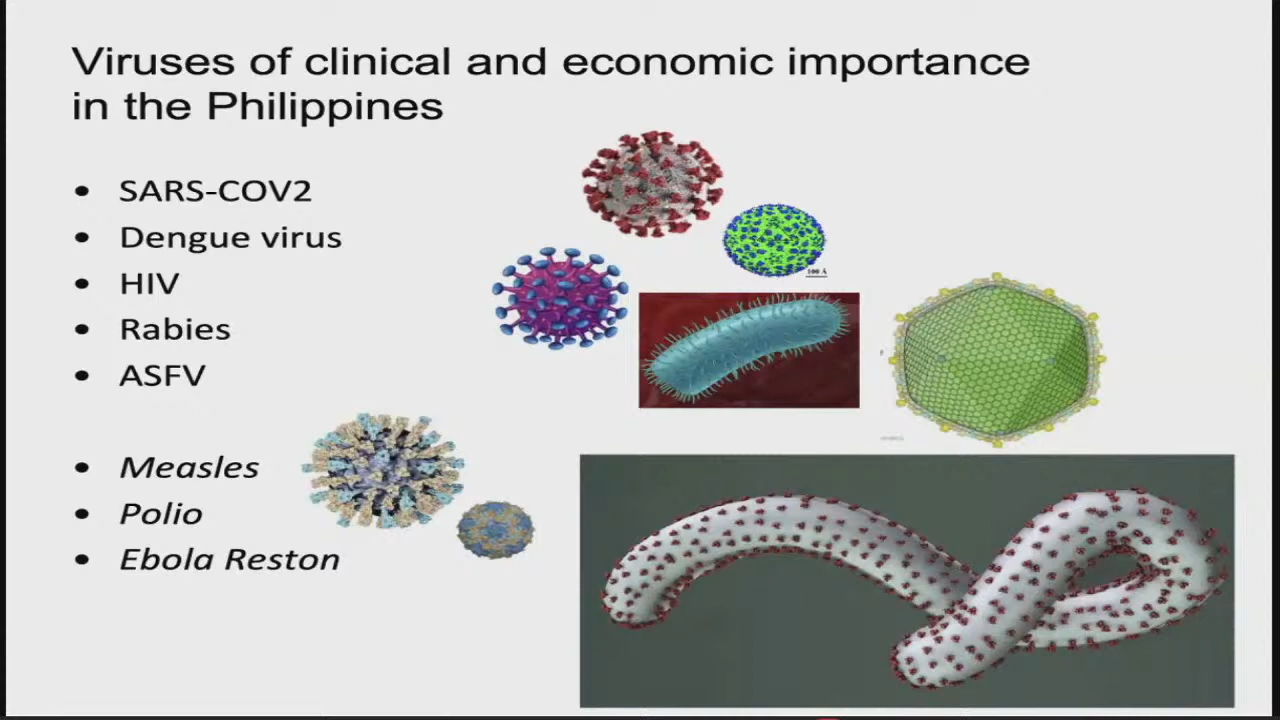 Viruses of clinical and economic importance
in the Philippines
• SARS-COV2
• Dengue virus
• HIV
• Rabies
• ASFV
• Measles
• Polio
• Ebola Reston
100 Å